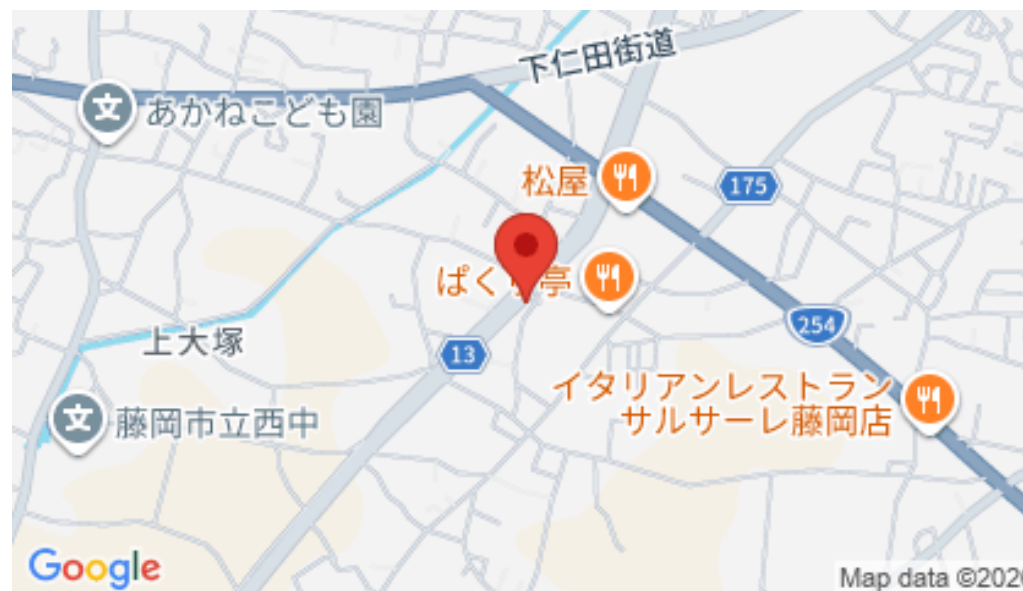 下仁田街道
あかねこども園
松屋
175
ぱく
亭
254
上大塚
13
イタリアンレストラン
サルサーレ藤岡店
藤岡市立西中
Google
Map data ©202